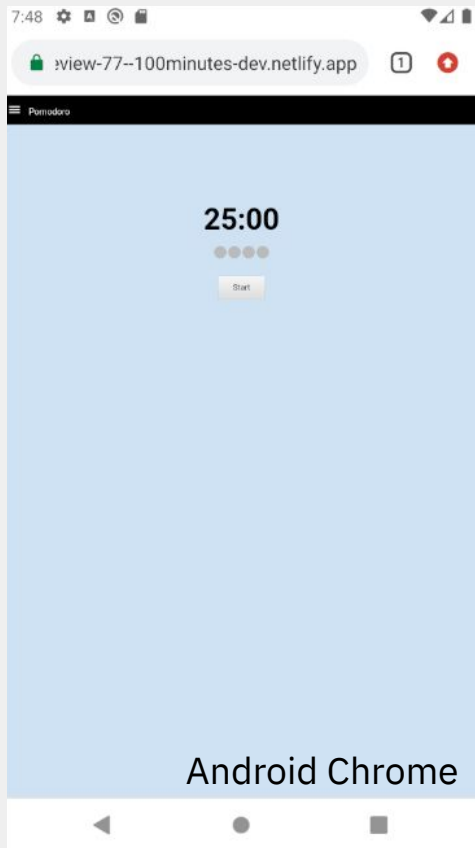 7:48
eview-77--100minutes-dev.netlify.app 1
Pomodoro
25:00
Start
Android Chrome